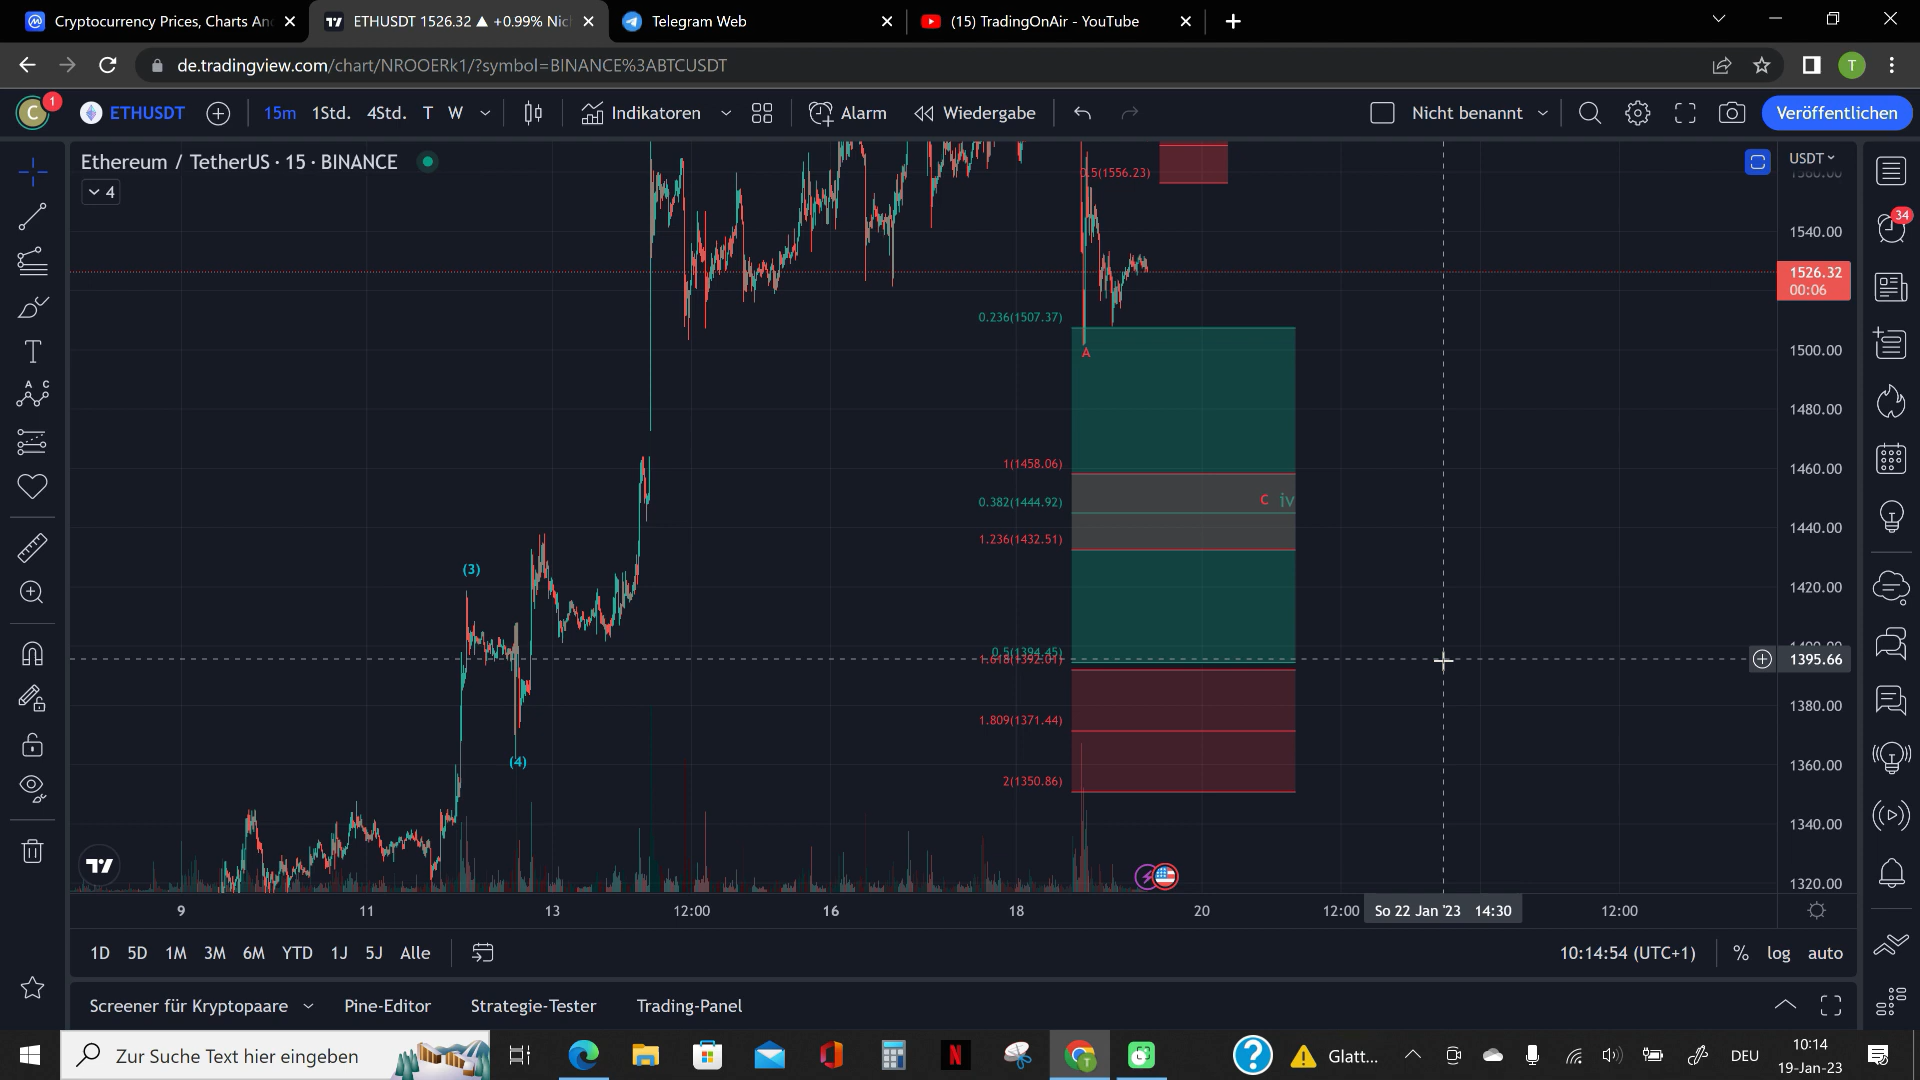 Cryptocurrency Prices, Charts An
ETHUSDT 1526.32 ▲ +0.99% Nic
Telegram Web
(15) TradingOnAir - YouTube
de.tradingview.com/chart/NROOERk1/?symbol=BINANCE%3ABTCUSDT
T
C
1
ETHUSDT
15m
1Std.
4Std.
T
W
Indikatoren
Alarm
Wiedergabe
Nicht benannt
Veröffentlichen
Ethereum / TetherUS · 15 · BINANCE
4
USDT
34
0.5(1556.23)
1540.00
1526.32
00:06
0.236(1507.37)
A
1500.00
1480.00
1(1458.06)
1460.00
0.382(1444.92)
C iv
1.236(1432.51)
1440.00
(3)
1420.00
0.5(1394.45)
1.618(1392.01)
1400.00
1395.66
1.809(1371.44)
1380.00
(4)
1360.00
2(1350.86)
1340.00
1320.00
9
11
13
12:00
16
18
20
12:00
So 22 Jan '23 14:30
12:00
1D
5D
1M
3M
6M
YTD
1J
5J
Alle
10:14:54 (UTC+1)
%
log
auto
Screener für Kryptopaare
Pine-Editor
Strategie-Tester
Trading-Panel
Zur Suche Text hier eingeben
Glatt...
DEU
10:14
19-Jan-23